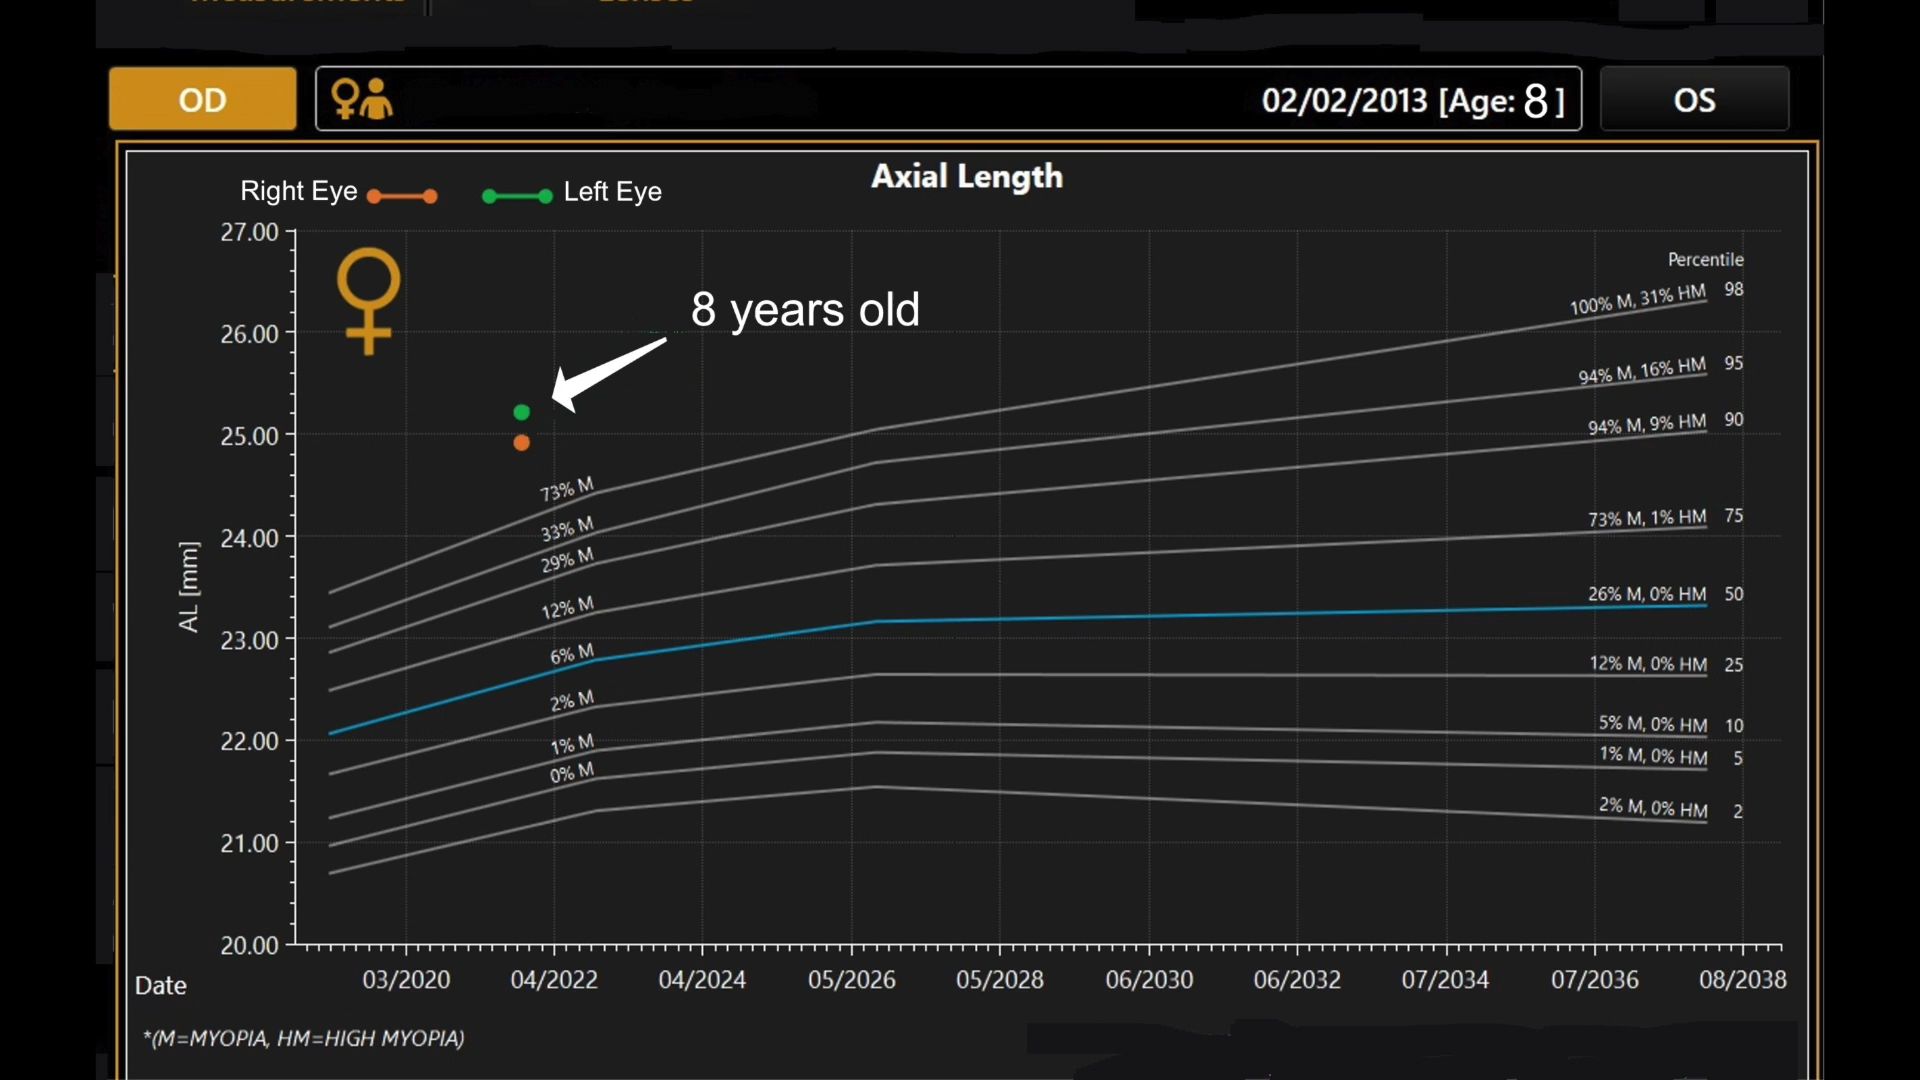 OD
02/02/2013 [Age: 8 ]
OS
Axial Length
Right Eye
Left Eye
27.00
26.00
25.00
24.00
23.00
22.00
21.00
20.00
AL [mm]
8 years old
Percentile
100% M, 31% HM 98
94% M, 16% HM 95
94% M, 9% HM 90
73% M, 1% HM 75
26% M, 0% HM 50
12% M, 0% HM 25
5% M, 0% HM 10
1% M, 0% HM 5
2% M, 0% HM 2
73% M
33% M
29% M
12% M
6% M
2% M
1% M
0% M
Date
03/2020 04/2022 04/2024 05/2026 05/2028 06/2030 06/2032 07/2034 07/2036 08/2038
*(M=MYOPIA, HM=HIGH MYOPIA)